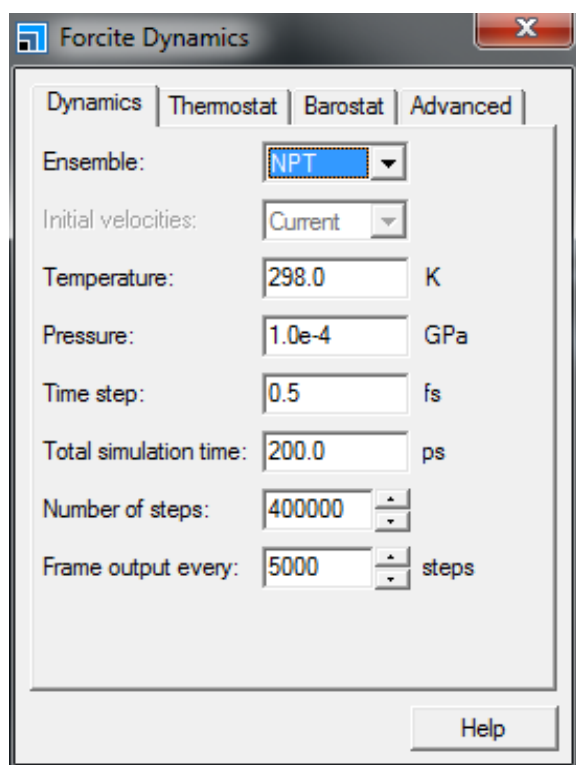 Forcite Dynamics
Dynamics Thermostat Barostat Advanced
Ensemble: NPT
Initial velocities: Current
Temperature: 298.0 K
Pressure: 1.0e-4 GPa
Time step: 0.5 fs
Total simulation time: 200.0 ps
Number of steps: 400000
Frame output every: 5000 steps
Help